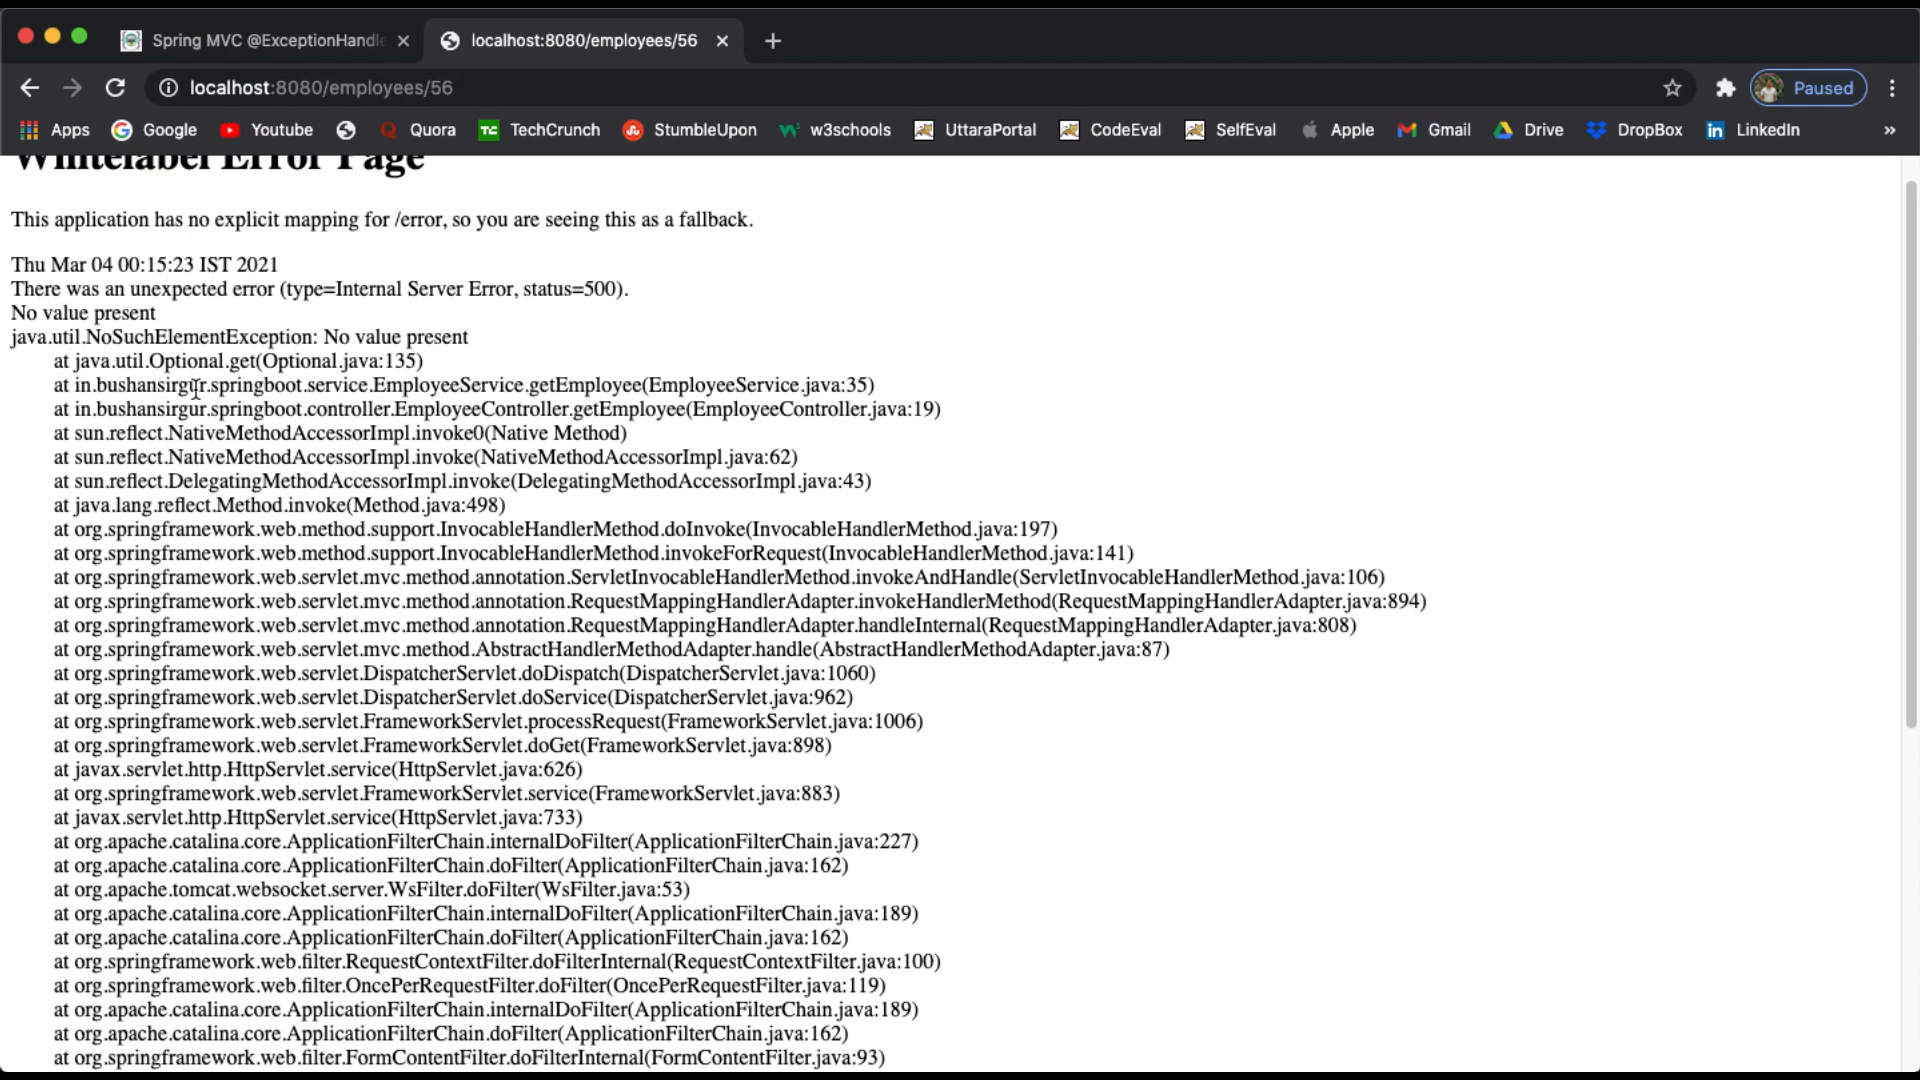 Spring MVC @ExceptionHandle
localhost:8080/employees/56
localhost:8080/employees/56
Paused
Apps
Google
Youtube
Quora
TC TechCrunch
StumbleUpon
w3schools
UttaraPortal
CodeEval
SelfEval
Apple
Gmail
Drive
DropBox
in LinkedIn
»
Whitelabel Error Page
This application has no explicit mapping for /error, so you are seeing this as a fallback.
Thu Mar 04 00:15:23 IST 2021
There was an unexpected error (type=Internal Server Error, status=500).
No value present
java.util.NoSuchElementException: No value present
at java.util.Optional.get(Optional.java:135)
at in.bushansirgur.springboot.service.EmployeeService.getEmployee(EmployeeService.java:35)
at in.bushansirgur.springboot.controller.EmployeeController.getEmployee(EmployeeController.java:19)
at sun.reflect.NativeMethodAccessorImpl.invoke0(Native Method)
at sun.reflect.NativeMethodAccessorImpl.invoke(NativeMethodAccessorImpl.java:62)
at sun.reflect.DelegatingMethodAccessorImpl.invoke(DelegatingMethodAccessorImpl.java:43)
at java.lang.reflect.Method.invoke(Method.java:498)
at org.springframework.web.method.support.InvocableHandlerMethod.doInvoke(InvocableHandlerMethod.java:197)
at org.springframework.web.method.support.InvocableHandlerMethod.invokeForRequest(InvocableHandlerMethod.java:141)
at org.springframework.web.servlet.mvc.method.annotation.ServletInvocableHandlerMethod.invokeAndHandle(ServletInvocableHandlerMethod.java:106)
at org.springframework.web.servlet.mvc.method.annotation.RequestMappingHandlerAdapter.invokeHandlerMethod(RequestMappingHandlerAdapter.java:894)
at org.springframework.web.servlet.mvc.method.annotation.RequestMappingHandlerAdapter.handleInternal(RequestMappingHandlerAdapter.java:808)
at org.springframework.web.servlet.mvc.method.AbstractHandlerMethodAdapter.handle(AbstractHandlerMethodAdapter.java:87)
at org.springframework.web.servlet.DispatcherServlet.doDispatch(DispatcherServlet.java:1060)
at org.springframework.web.servlet.DispatcherServlet.doService(DispatcherServlet.java:962)
at org.springframework.web.servlet.FrameworkServlet.processRequest(FrameworkServlet.java:1006)
at org.springframework.web.servlet.FrameworkServlet.doGet(FrameworkServlet.java:898)
at javax.servlet.http.HttpServlet.service(HttpServlet.java:626)
at org.springframework.web.servlet.FrameworkServlet.service(FrameworkServlet.java:883)
at javax.servlet.http.HttpServlet.service(HttpServlet.java:733)
at org.apache.catalina.core.ApplicationFilterChain.internalDoFilter(ApplicationFilterChain.java:227)
at org.apache.catalina.core.ApplicationFilterChain.doFilter(ApplicationFilterChain.java:162)
at org.apache.tomcat.websocket.server.WsFilter.doFilter(WsFilter.java:53)
at org.apache.catalina.core.ApplicationFilterChain.internalDoFilter(ApplicationFilterChain.java:189)
at org.apache.catalina.core.ApplicationFilterChain.doFilter(ApplicationFilterChain.java:162)
at org.springframework.web.filter.RequestContextFilter.doFilterInternal(RequestContextFilter.java:100)
at org.springframework.web.filter.OncePerRequestFilter.doFilter(OncePerRequestFilter.java:119)
at org.apache.catalina.core.ApplicationFilterChain.internalDoFilter(ApplicationFilterChain.java:189)
at org.apache.catalina.core.ApplicationFilterChain.doFilter(ApplicationFilterChain.java:162)
at org.springframework.web.filter.FormContentFilter.doFilterInternal(FormContentFilter.java:93)